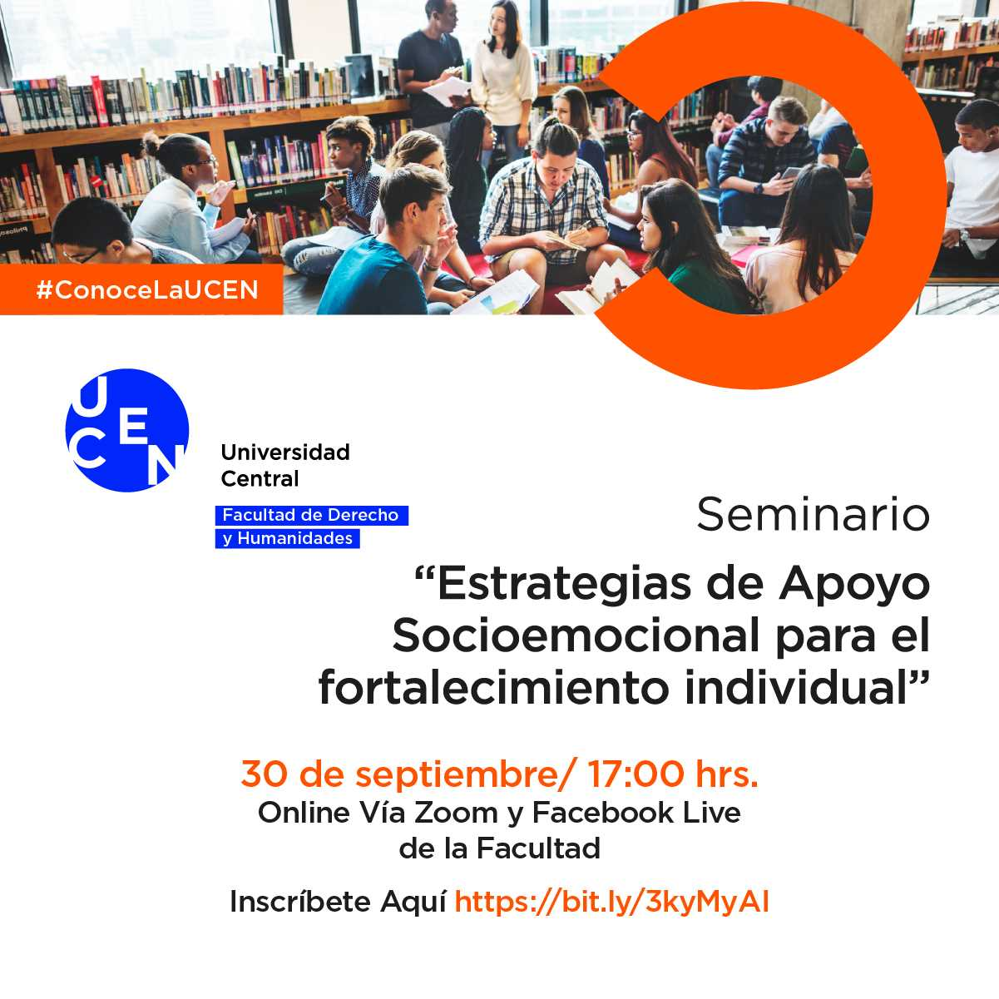 #ConoceLaUCEN
UCEN
Universidad
Central
Facultad de Derecho
y Humanidades
Seminario
“Estrategias de Apoyo
Socioemocional para el
fortalecimiento individual”
30 de septiembre/ 17:00 hrs.
Online Vía Zoom y Facebook Live
de la Facultad
Inscríbete Aquí https://bit.ly/3kyMyAI